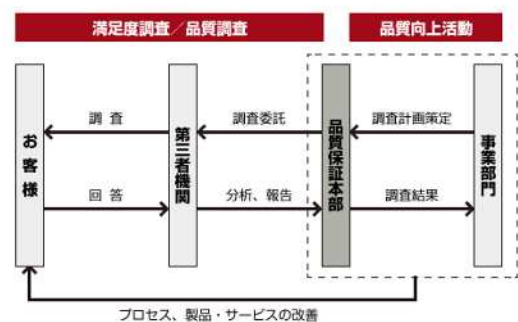 満足度調査／品質調査
品質向上活動
お客様
調 査
第三者機関
調査委託
品質保証本部
調査計画策定
事業部門
回 答
分析、報告
調査結果
プロセス、製品・サービスの改善